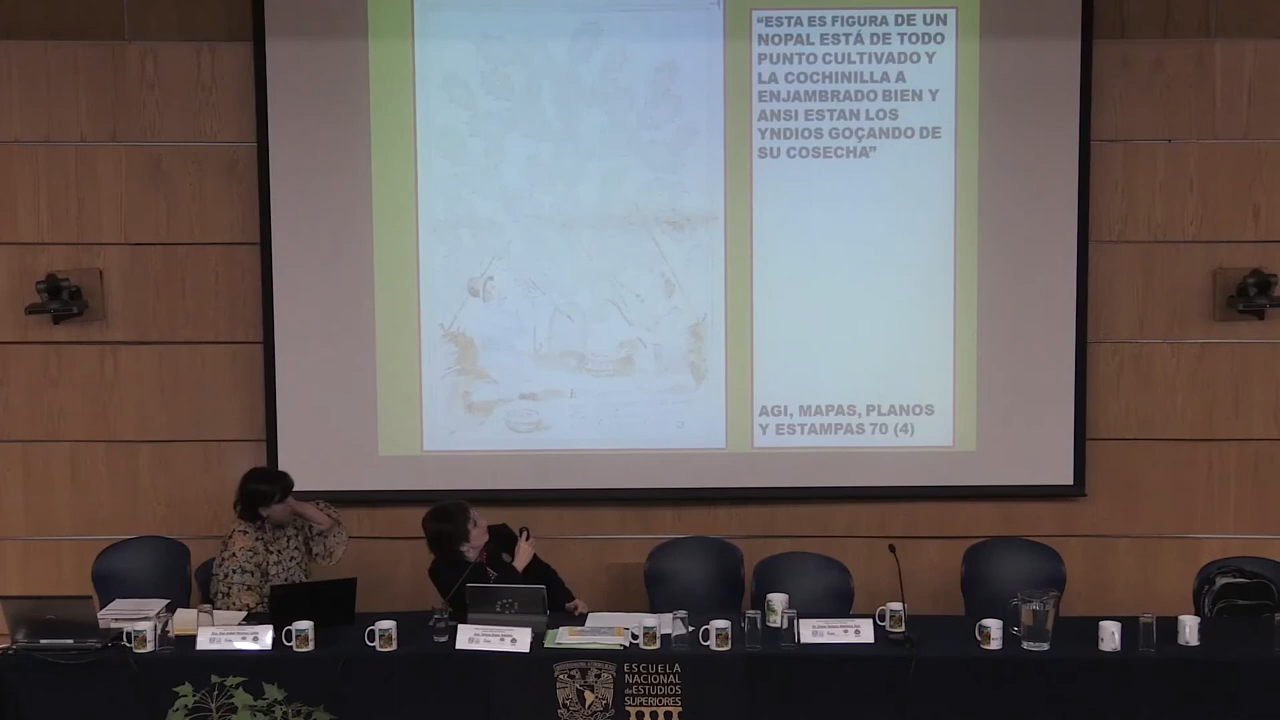 “ESTA ES FIGURA DE UN
NOPAL ESTÁ DE TODO
PUNTO CULTIVADO Y
LA COCHINILLA A
ENJAMBRADO BIEN Y
ANSI ESTAN LOS
YNDIOS GOÇANDO DE
SU COSECHA”
AGI, MAPAS, PLANOS
Y ESTAMPAS 70 (4)
ESCUELA
NACIONAL
de ESTUDIOS
SUPERIORES